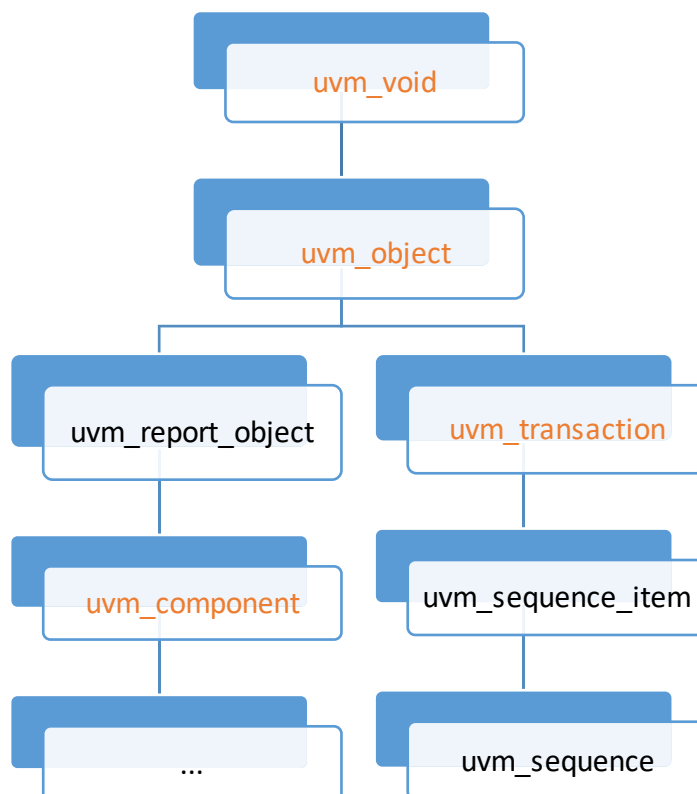 uvm_void
uvm_object
uvm_report_object
uvm_transaction
uvm_component
uvm_sequence_item
...
uvm_sequence